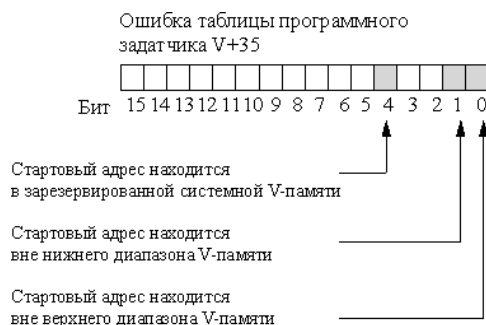 Ошибка таблицы программного
задатчика V+35
Бит 15 14 13 12 11 10 9 8 7 6 5 4 3 2 1 0
Стартовый адрес находится
в зарезервированной системной V-памяти
Стартовый адрес находится
вне нижнего диапазона V-памяти
Стартовый адрес находится
вне верхнего диапазона V-памяти